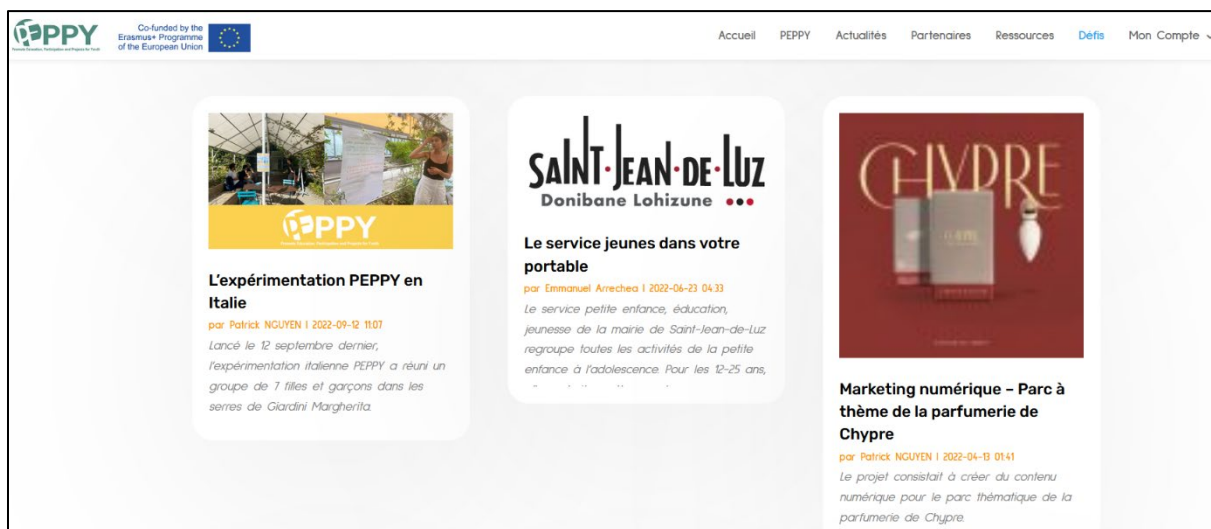 PEPPY
Co-funded by the
Erasmus+ Programme
of the European Union
Accueil PEPPY Actualités Partenaires Ressources Défis Mon Compte
PEPPY
L'expérimentation PEPPY en
Italie
par Patrick NGUYEN | 2022-09-12 11:07
Lancé le 12 septembre dernier,
l'expérimentation italienne PEPPY a réuni un
groupe de 7 filles et garçons dans les
serres de Giardini Margherita.
SAINT·JEAN·DE·LUZ
Donibane Lohizune
Le service jeunes dans votre
portable
par Emmanuel Arrechea | 2022-06-23 04:33
Le service petite enfance, éducation,
jeunesse de la mairie de Saint-Jean-de-Luz
regroupe toutes les activités de la petite
enfance à l'adolescence. Pour les 12-25 ans,
CHYPRE
Marketing numérique – Parc à
thème de la parfumerie de
Chypre
par Patrick NGUYEN | 2022-04-13 01:41
Le projet consistait à créer du contenu
numérique pour le parc thématique de la
parfumerie de Chypre.